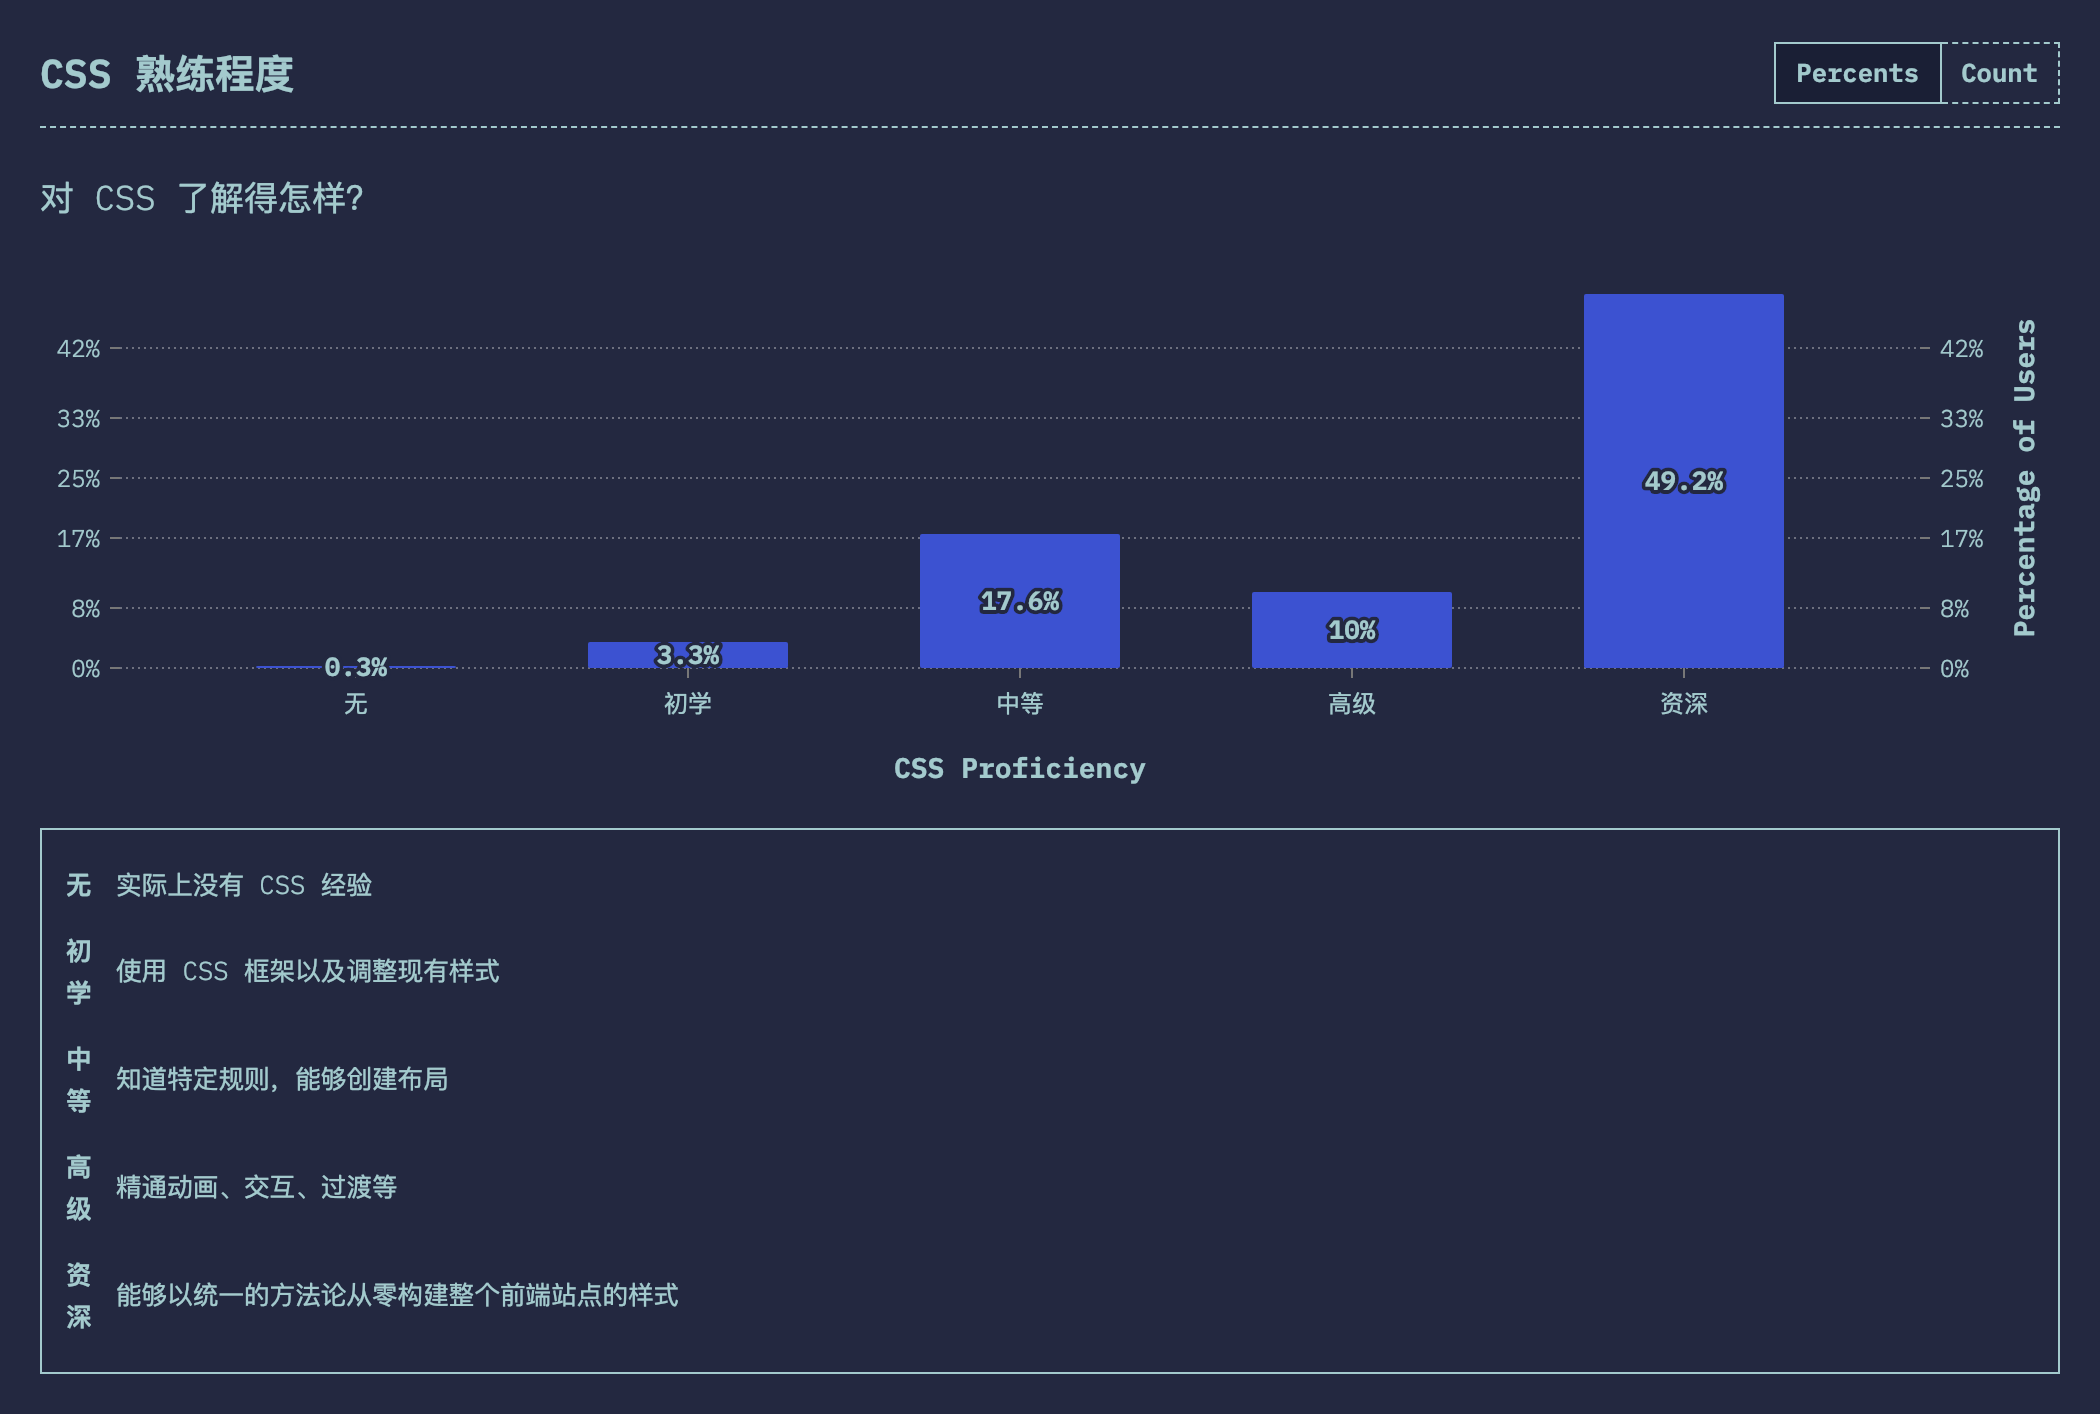 CSS 熟练程度
Percents Count
对 CSS 了解得怎样?
42% 42%
33% 33%
25% 25%
17% 17%
8% 8%
0% 0%
49.2%
17.6%
10%
3.3%
0.3%
无 初学 中等 高级 资深
Percentage of Users
CSS Proficiency
无 实际上没有 CSS 经验
初学 使用 CSS 框架以及调整现有样式
中等 知道特定规则，能够创建布局
高级 精通动画、交互、过渡等
资深 能够以统一的方法论从零构建整个前端站点的样式